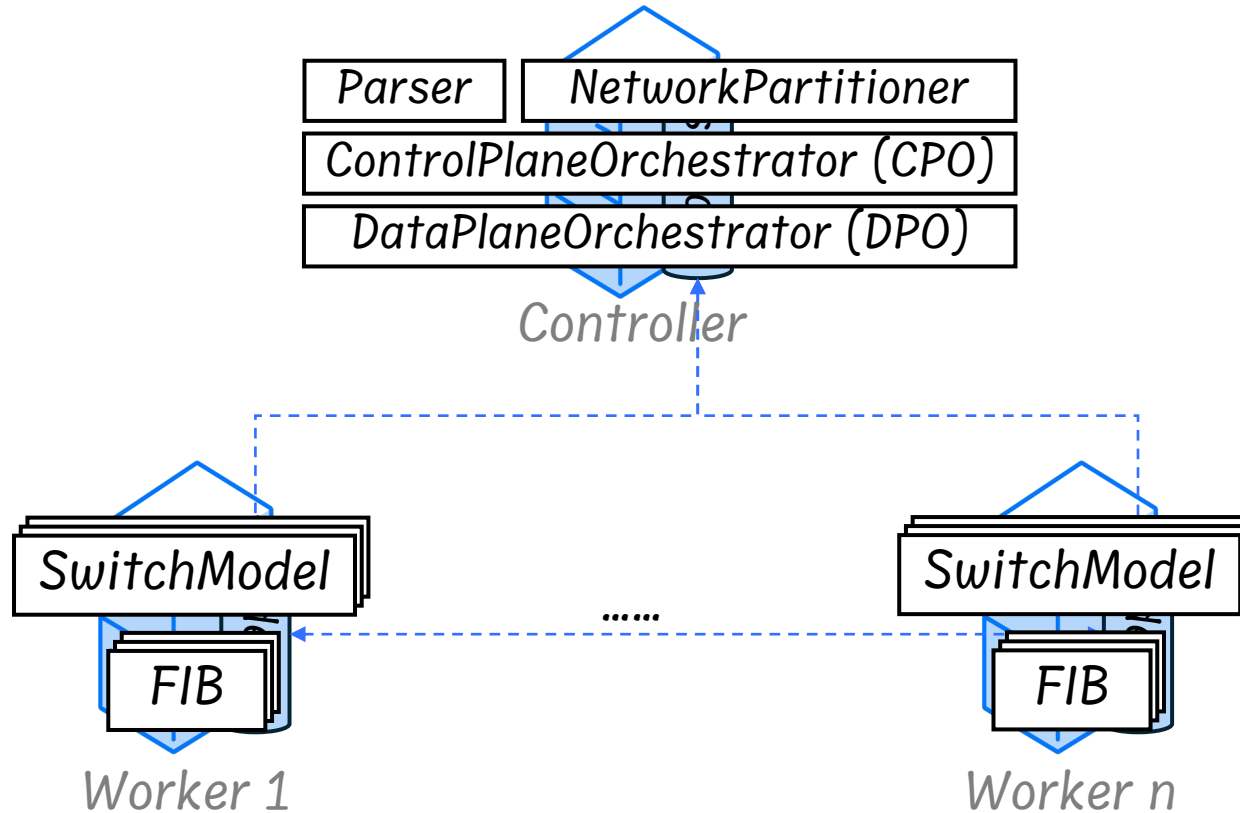 Parser NetworkPartitioner
ControlPlaneOrchestrator (CPO)
DataPlaneOrchestrator (DPO)
Controller
SwitchModel
SwitchModel
......
FIB
FIB
Worker 1
Worker n